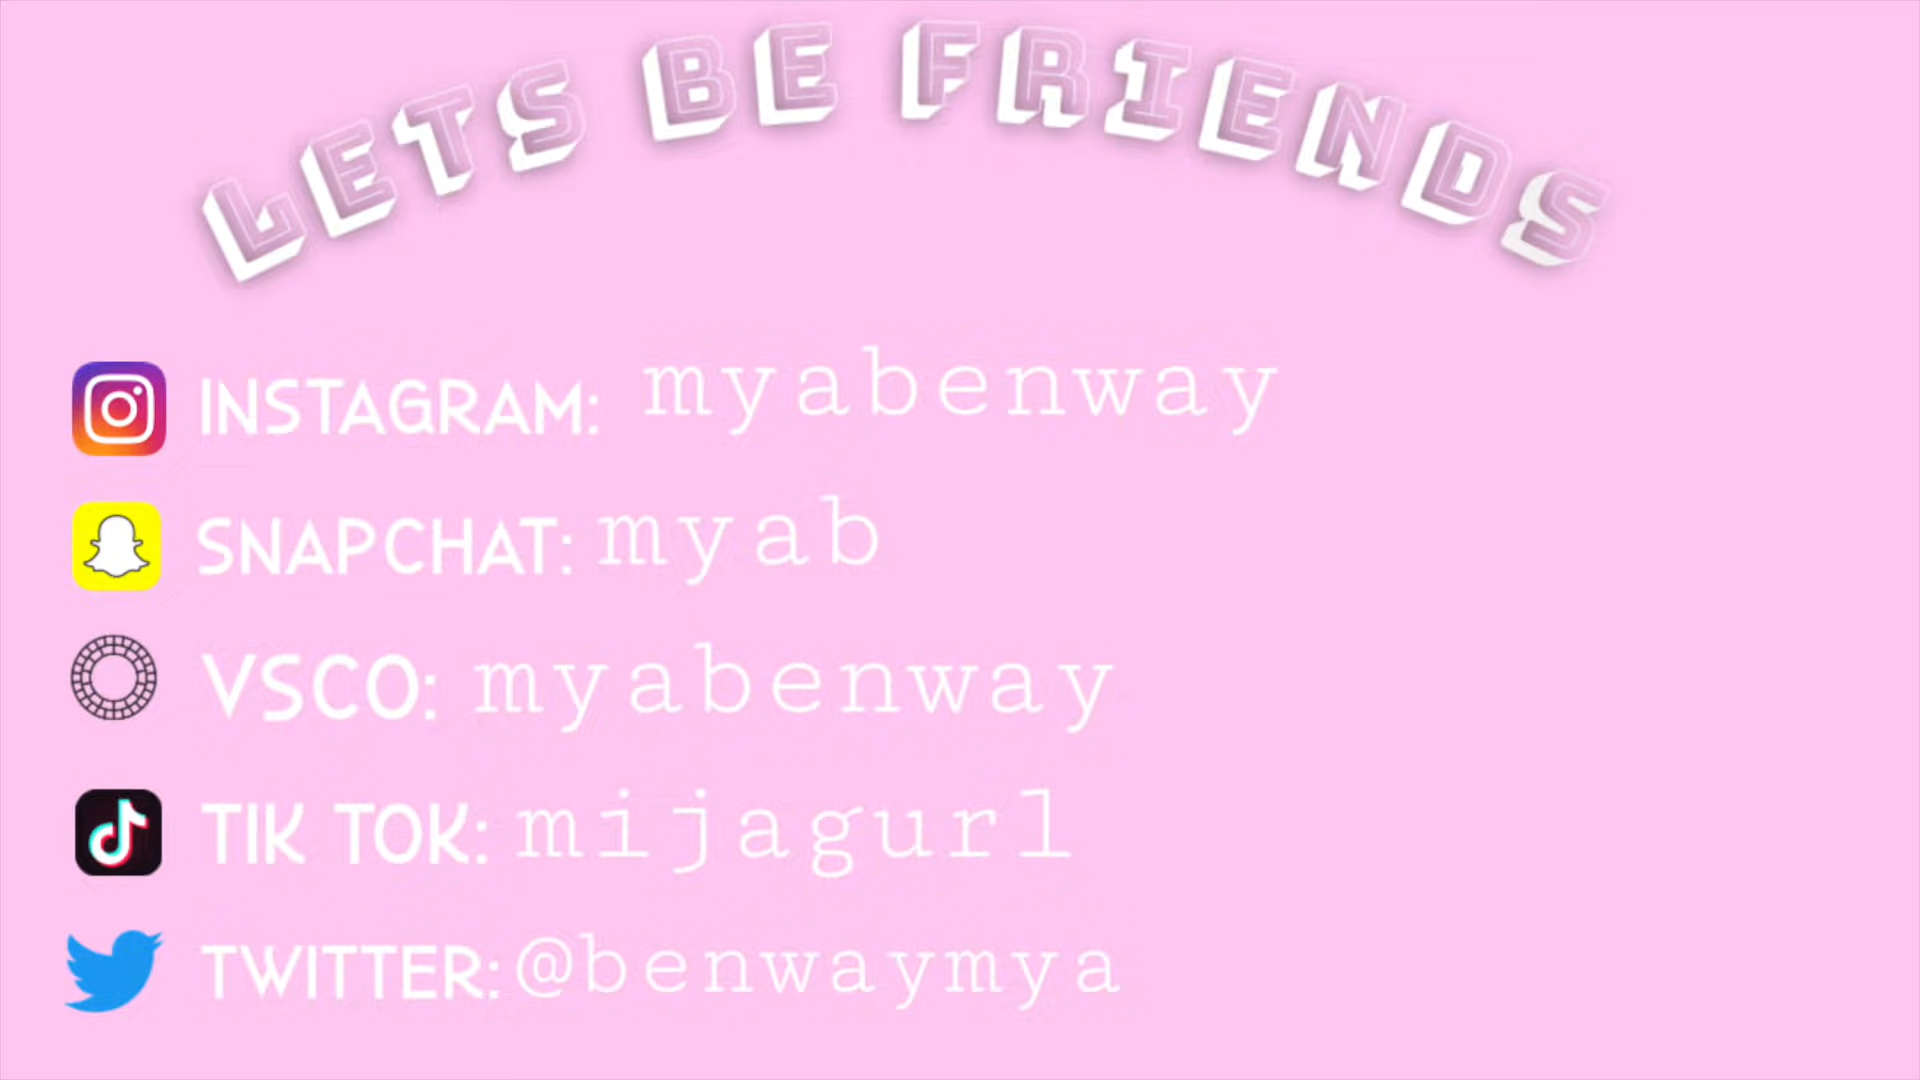 LETS BE FRIENDS
INSTAGRAM: myabenway
SNAPCHAT: myab
VSCO: myabenway
TIK TOK: mijagurl
TWITTER: @benwaymya